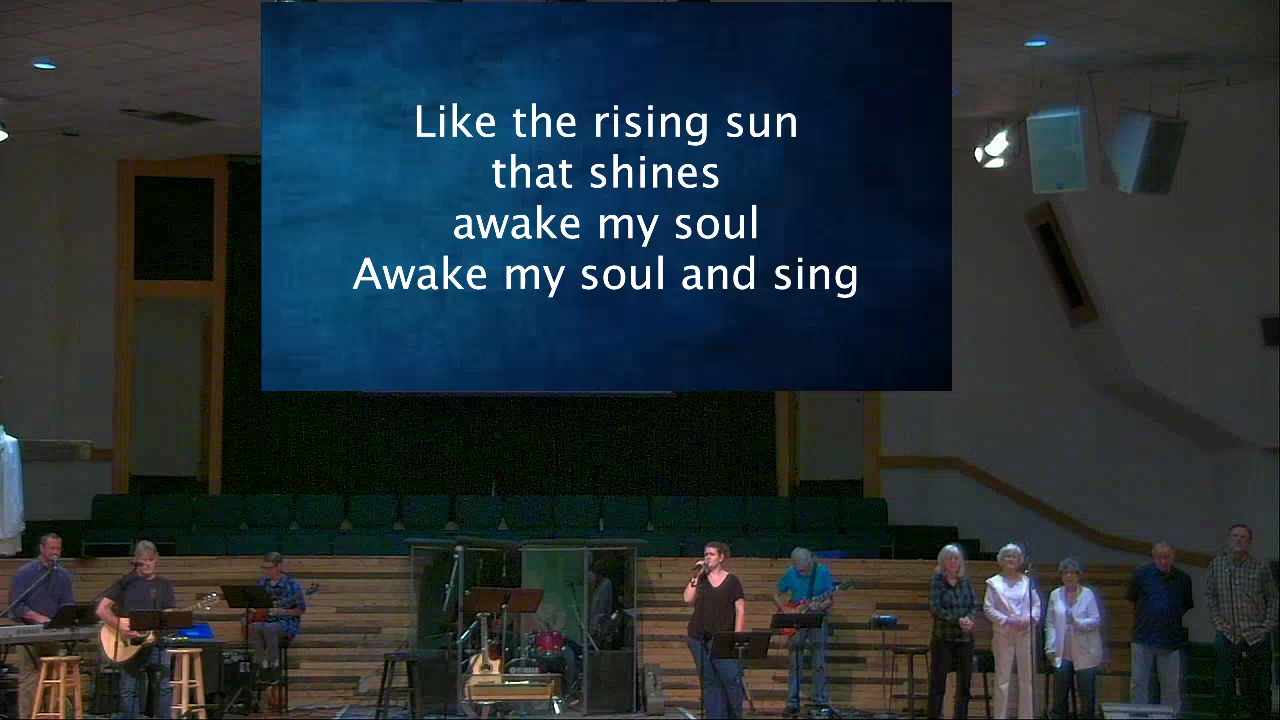 Like the rising sun
that shines
awake my soul
Awake my soul and sing